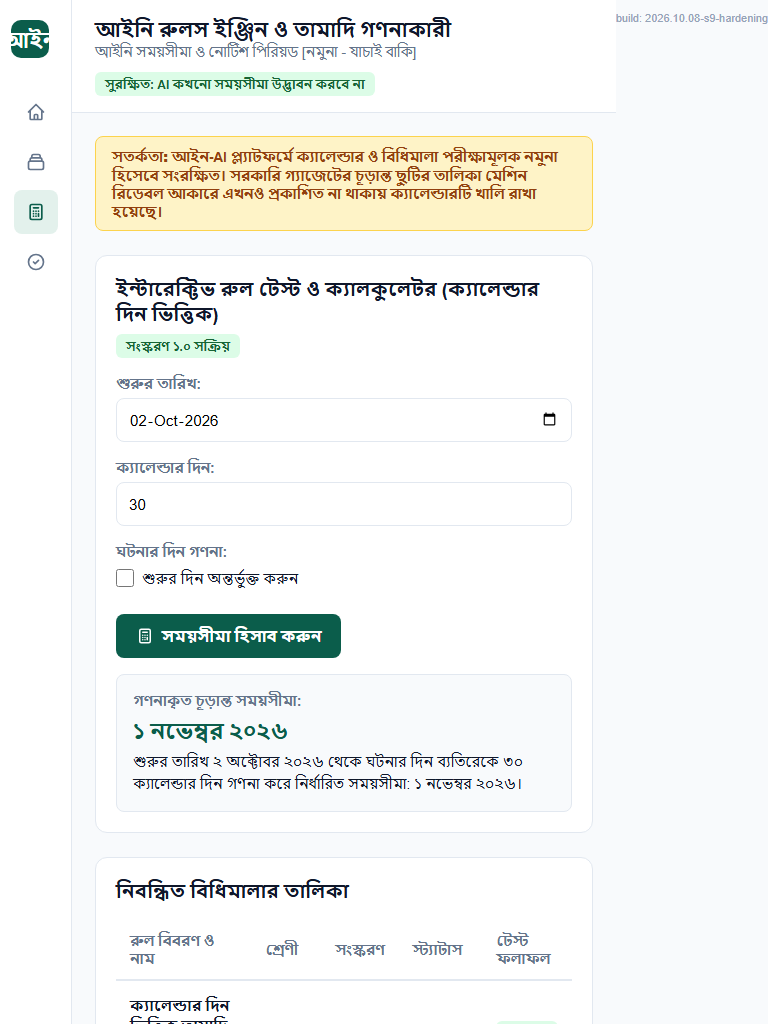 আইনি রুলস ইঞ্জিন ও তামাদি গণনাকারী
আইনি সময়সীমা ও নোটিশ পিরিয়ড [নমুনা - যাচাই বাকি]
সুরক্ষিত: AI কখনো সময়সীমা উদ্ভাবন করবে না
build: 2026.10.08-s9-hardening
সতর্কতা: আইন-AI প্ল্যাটফর্মে ক্যালেন্ডার ও বিধিমালা পরীক্ষামূলক নমুনা
হিসেবে সংরক্ষিত। সরকারি গ্যাজেটের চূড়ান্ত ছুটির তালিকা মেশিন
রিডেবল আকারে এখনও প্রকাশিত না থাকায় ক্যালেন্ডারটি খালি রাখা
হয়েছে।
ইন্টারেক্টিভ রুল টেস্ট ও ক্যালকুলেটর (ক্যালেন্ডার
দিন ভিত্তিক)
সংস্করণ ১.০ সক্রিয়
শুরুর তারিখ:
02-Oct-2026
ক্যালেন্ডার দিন:
30
ঘটনার দিন গণনা:
শুরুর দিন অন্তর্ভুক্ত করুন
সময়সীমা হিসাব করুন
গণনাকৃত চূড়ান্ত সময়সীমা:
১ নভেম্বর ২০২৬
শুরুর তারিখ ২ অক্টোবর ২০২৬ থেকে ঘটনার দিন ব্যতিরেকে ৩০
ক্যালেন্ডার দিন গণনা করে নির্ধারিত সময়সীমা: ১ নভেম্বর ২০২৬।
নিবন্ধিত বিধিমালার তালিকা
রুল বিবরণ ও
নাম
শ্রেণী
সংস্করণ
স্ট্যাটাস
টেস্ট
ফলাফল
ক্যালেন্ডার দিন